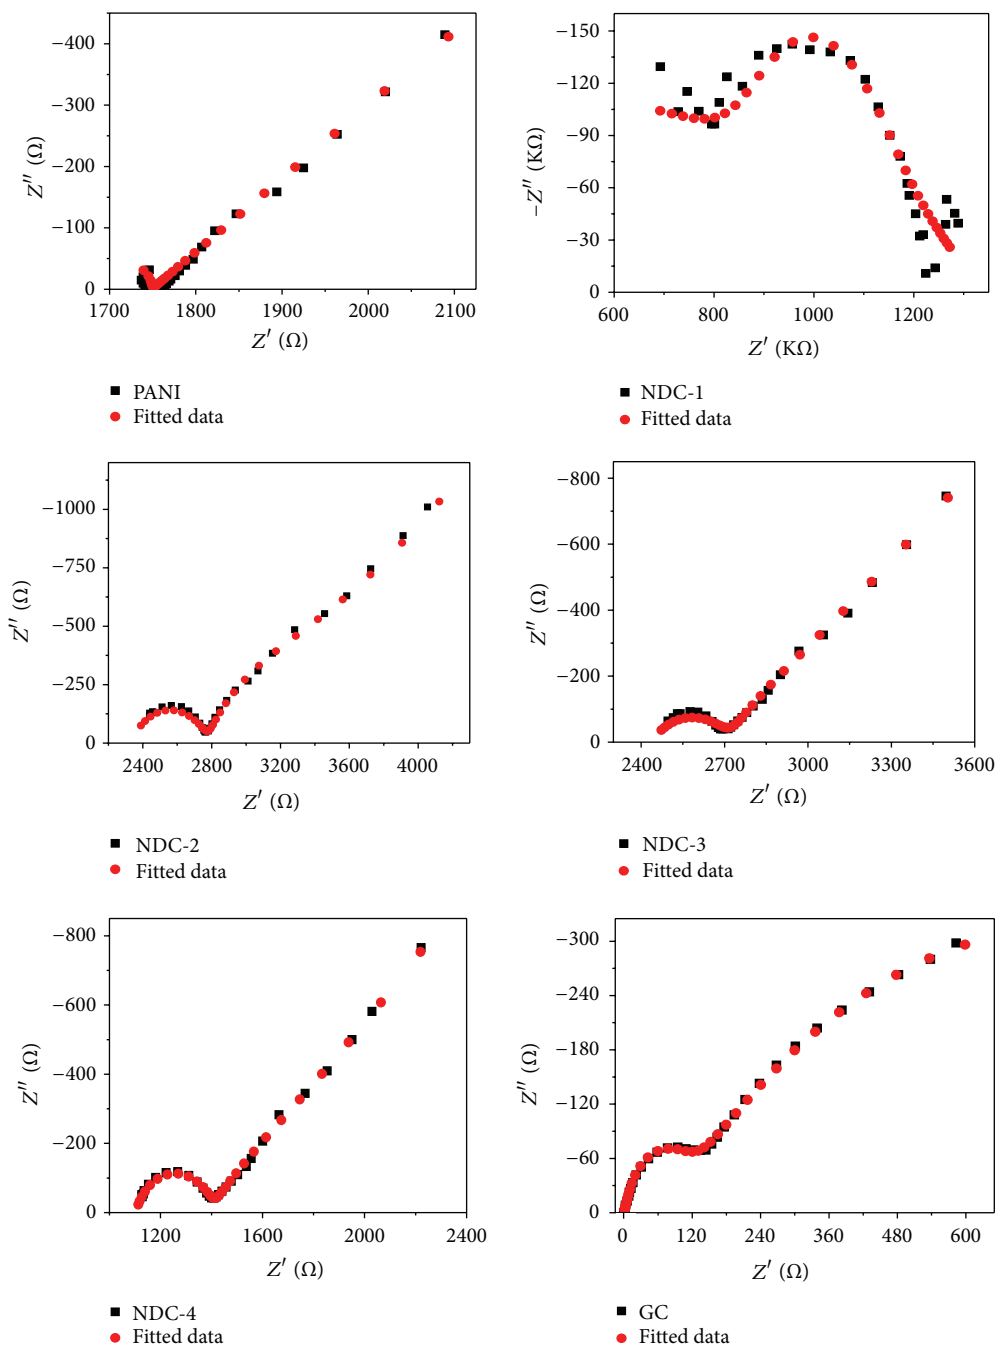 −400
−300
−200
−100
0
Z″ (Ω)
1700 1800 1900 2000 2100
Z′ (Ω)
PANI
Fitted data
−150
−120
−90
−60
−30
0
−Z″ (KΩ)
600 800 1000 1200
Z′ (KΩ)
NDC-1
Fitted data
−1000
−750
−500
−250
0
Z″ (Ω)
2400 2800 3200 3600 4000
Z′ (Ω)
NDC-2
Fitted data
−800
−600
−400
−200
0
Z″ (Ω)
2400 2700 3000 3300 3600
Z′ (Ω)
NDC-3
Fitted data
−800
−600
−400
−200
0
Z″ (Ω)
1200 1600 2000 2400
Z′ (Ω)
NDC-4
Fitted data
−300
−240
−180
−120
−60
0
Z″ (Ω)
0 120 240 360 480 600
Z′ (Ω)
GC
Fitted data